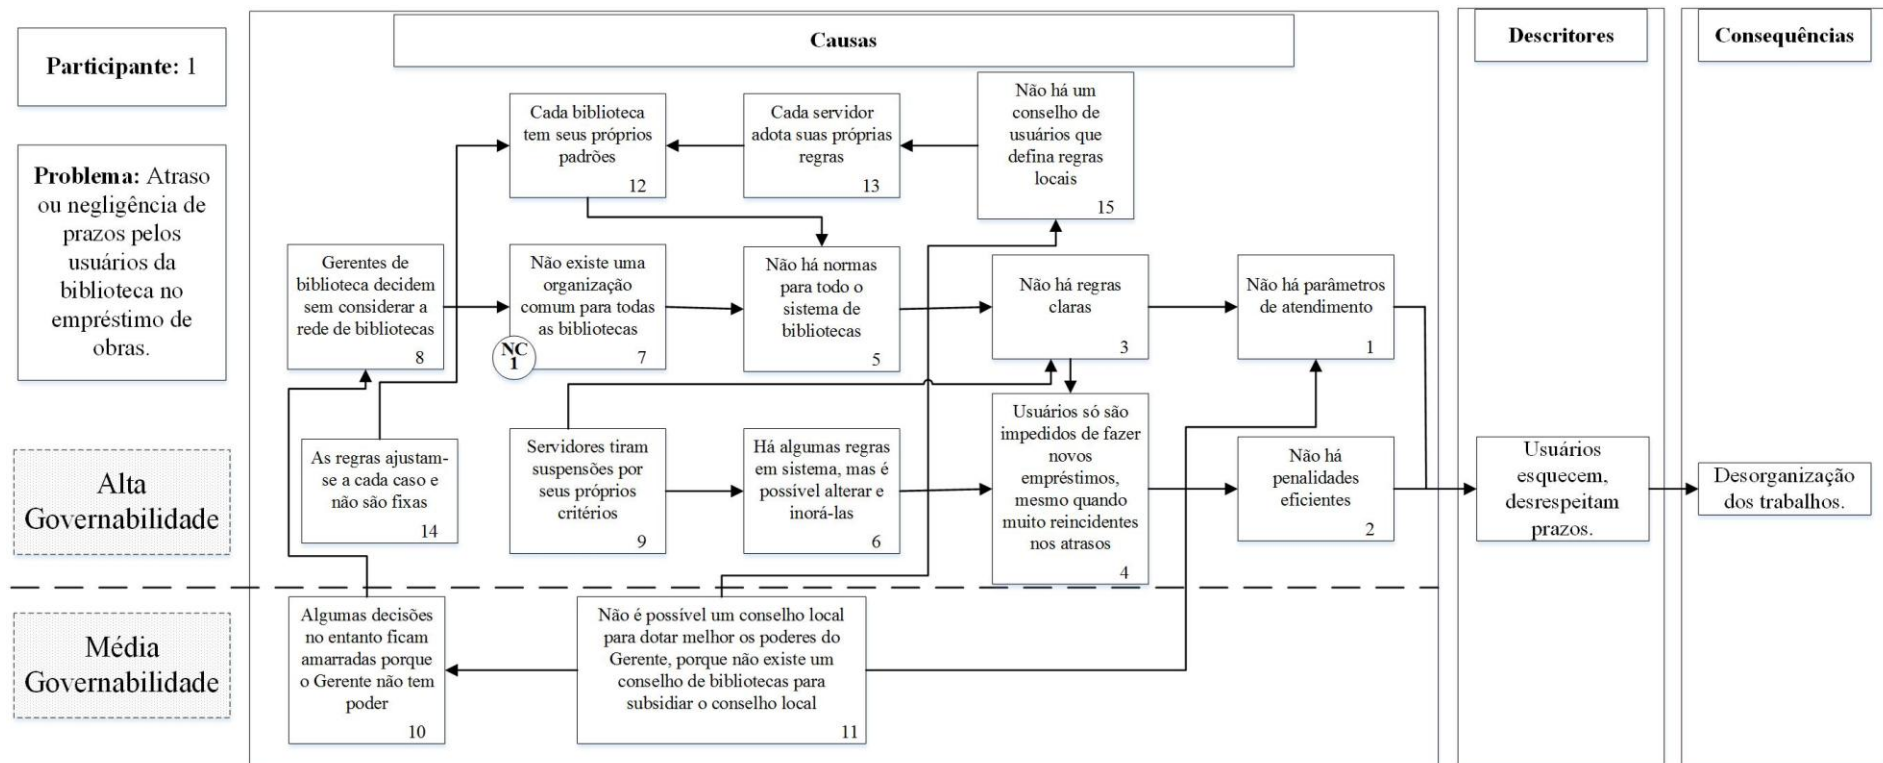 Participante: 1
Problema: Atraso
ou negligência de
prazos pelos
usuários da
biblioteca no
empréstimo de
obras.
Alta
Governabilidade
Média
Governabilidade
Causas
Cada biblioteca
tem seus próprios
padrões
12
Cada servidor
adota suas próprias
regras
13
Não há um
conselho de
usuários que
defina regras
locais
15
Gerentes de
biblioteca decidem
sem considerar a
rede de bibliotecas
8
Não existe uma
organização
comum para todas
as bibliotecas
7
NC
1
Não há normas
para todo o
sistema de
bibliotecas
5
Não há regras
claras
3
Não há parâmetros
de atendimento
1
As regras ajustam-
se a cada caso e
não são fixas
14
Servidores tiram
suspensões por
seus próprios
critérios
9
Há algumas regras
em sistema, mas é
possível alterar e
inorá-las
6
Usuários só são
impedidos de fazer
novos
empréstimos,
mesmo quando
muito reincidentes
nos atrasos
4
Não há
penalidades
eficientes
2
Algumas decisões
no entanto ficam
amarradas porque
o Gerente não tem
poder
10
Não é possível um conselho local
para dotar melhor os poderes do
Gerente, porque não existe um
conselho de bibliotecas para
subsidiar o conselho local
11
Descritores
Usuários
esquecem,
desrespeitam
prazos.
Consequências
Desorganização
dos trabalhos.